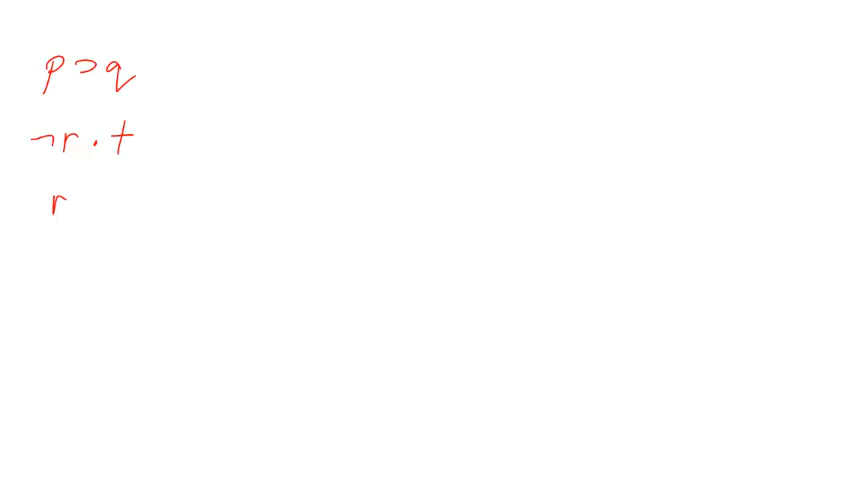 p ⊃ q
¬r · t
r